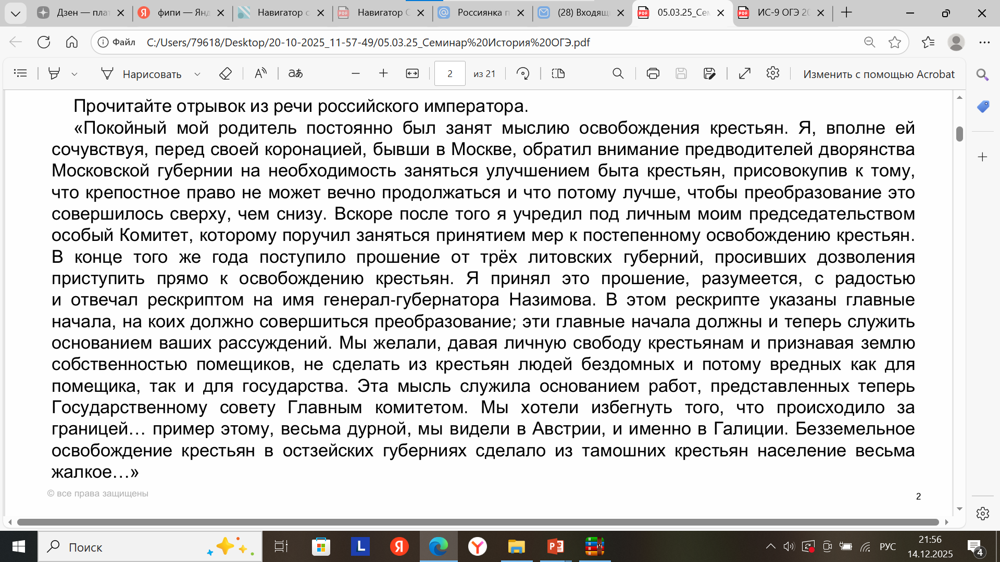 Дзен — плат
фипи — Янд
Навигатор с
Навигатор О
Россиянка п
(28) Входящ
05.03.25_Сем
ИС-9 ОГЭ 20
Файл C:/Users/79618/Desktop/20-10-2025_11-57-49/05.03.25_Семинар%20История%20ОГЭ.pdf
Нарисовать 2 из 21 Изменить с помощью Acrobat
Прочитайте отрывок из речи российского императора.
«Покойный мой родитель постоянно был занят мыслию освобождения крестьян. Я, вполне ей
сочувствуя, перед своей коронацией, бывши в Москве, обратил внимание предводителей дворянства
Московской губернии на необходимость заняться улучшением быта крестьян, присовокупив к тому,
что крепостное право не может вечно продолжаться и что потому лучше, чтобы преобразование это
совершилось сверху, чем снизу. Вскоре после того я учредил под личным моим председательством
особый Комитет, которому поручил заняться принятием мер к постепенному освобождению крестьян.
В конце того же года поступило прошение от трёх литовских губерний, просивших дозволения
приступить прямо к освобождению крестьян. Я принял это прошение, разумеется, с радостью
и отвечал рескриптом на имя генерал-губернатора Назимова. В этом рескрипте указаны главные
начала, на коих должно совершиться преобразование; эти главные начала должны и теперь служить
основанием ваших рассуждений. Мы желали, давая личную свободу крестьянам и признавая землю
собственностью помещиков, не сделать из крестьян людей бездомных и потому вредных как для
помещика, так и для государства. Эта мысль служила основанием работ, представленных теперь
Государственному совету Главным комитетом. Мы хотели избегнуть того, что происходило за
границей… пример этому, весьма дурной, мы видели в Австрии, и именно в Галиции. Безземельное
освобождение крестьян в остзейских губерниях сделало из тамошних крестьян население весьма
жалкое…»
© все права защищены
2
Поиск
РУС
21:56
14.12.2025
4